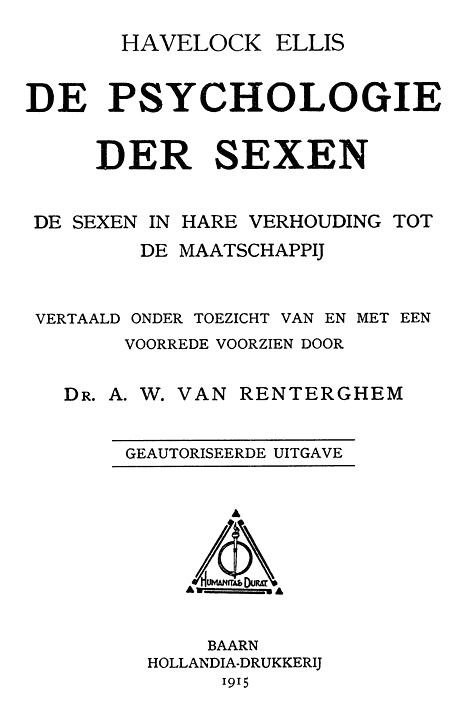 HAVELOCK ELLIS
DE PSYCHOLOGIE
DER SEXEN
DE SEXEN IN HARE VERHOUDING TOT
DE MAATSCHAPPIJ
VERTAALD ONDER TOEZICHT VAN EN MET EEN
VOORREDE VOORZIEN DOOR
DR. A. W. VAN RENTERGHEM
GEAUTORISEERDE UITGAVE
HUMANITAS DURAT
BAARN
HOLLANDIA-DRUKKERIJ
1915